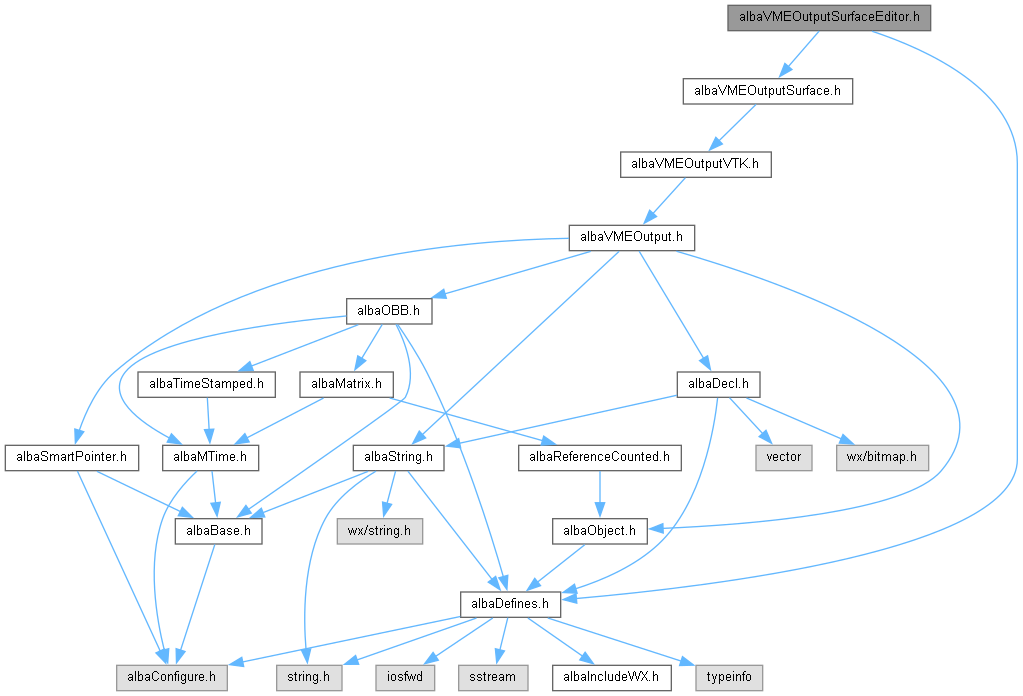 albaVMEOutputSurfaceEditor.h
albaVMEOutputSurface.h
albaVMEOutputVTK.h
albaVMEOutput.h
albaOBB.h
albaTimeStamped.h
albaMatrix.h
albaDecl.h
albaSmartPointer.h
albaMTime.h
albaString.h
albaReferenceCounted.h
vector
wx/bitmap.h
albaBase.h
wx/string.h
albaObject.h
albaDefines.h
albaConfigure.h
string.h
iosfwd
sstream
albaIncludeWX.h
typeinfo